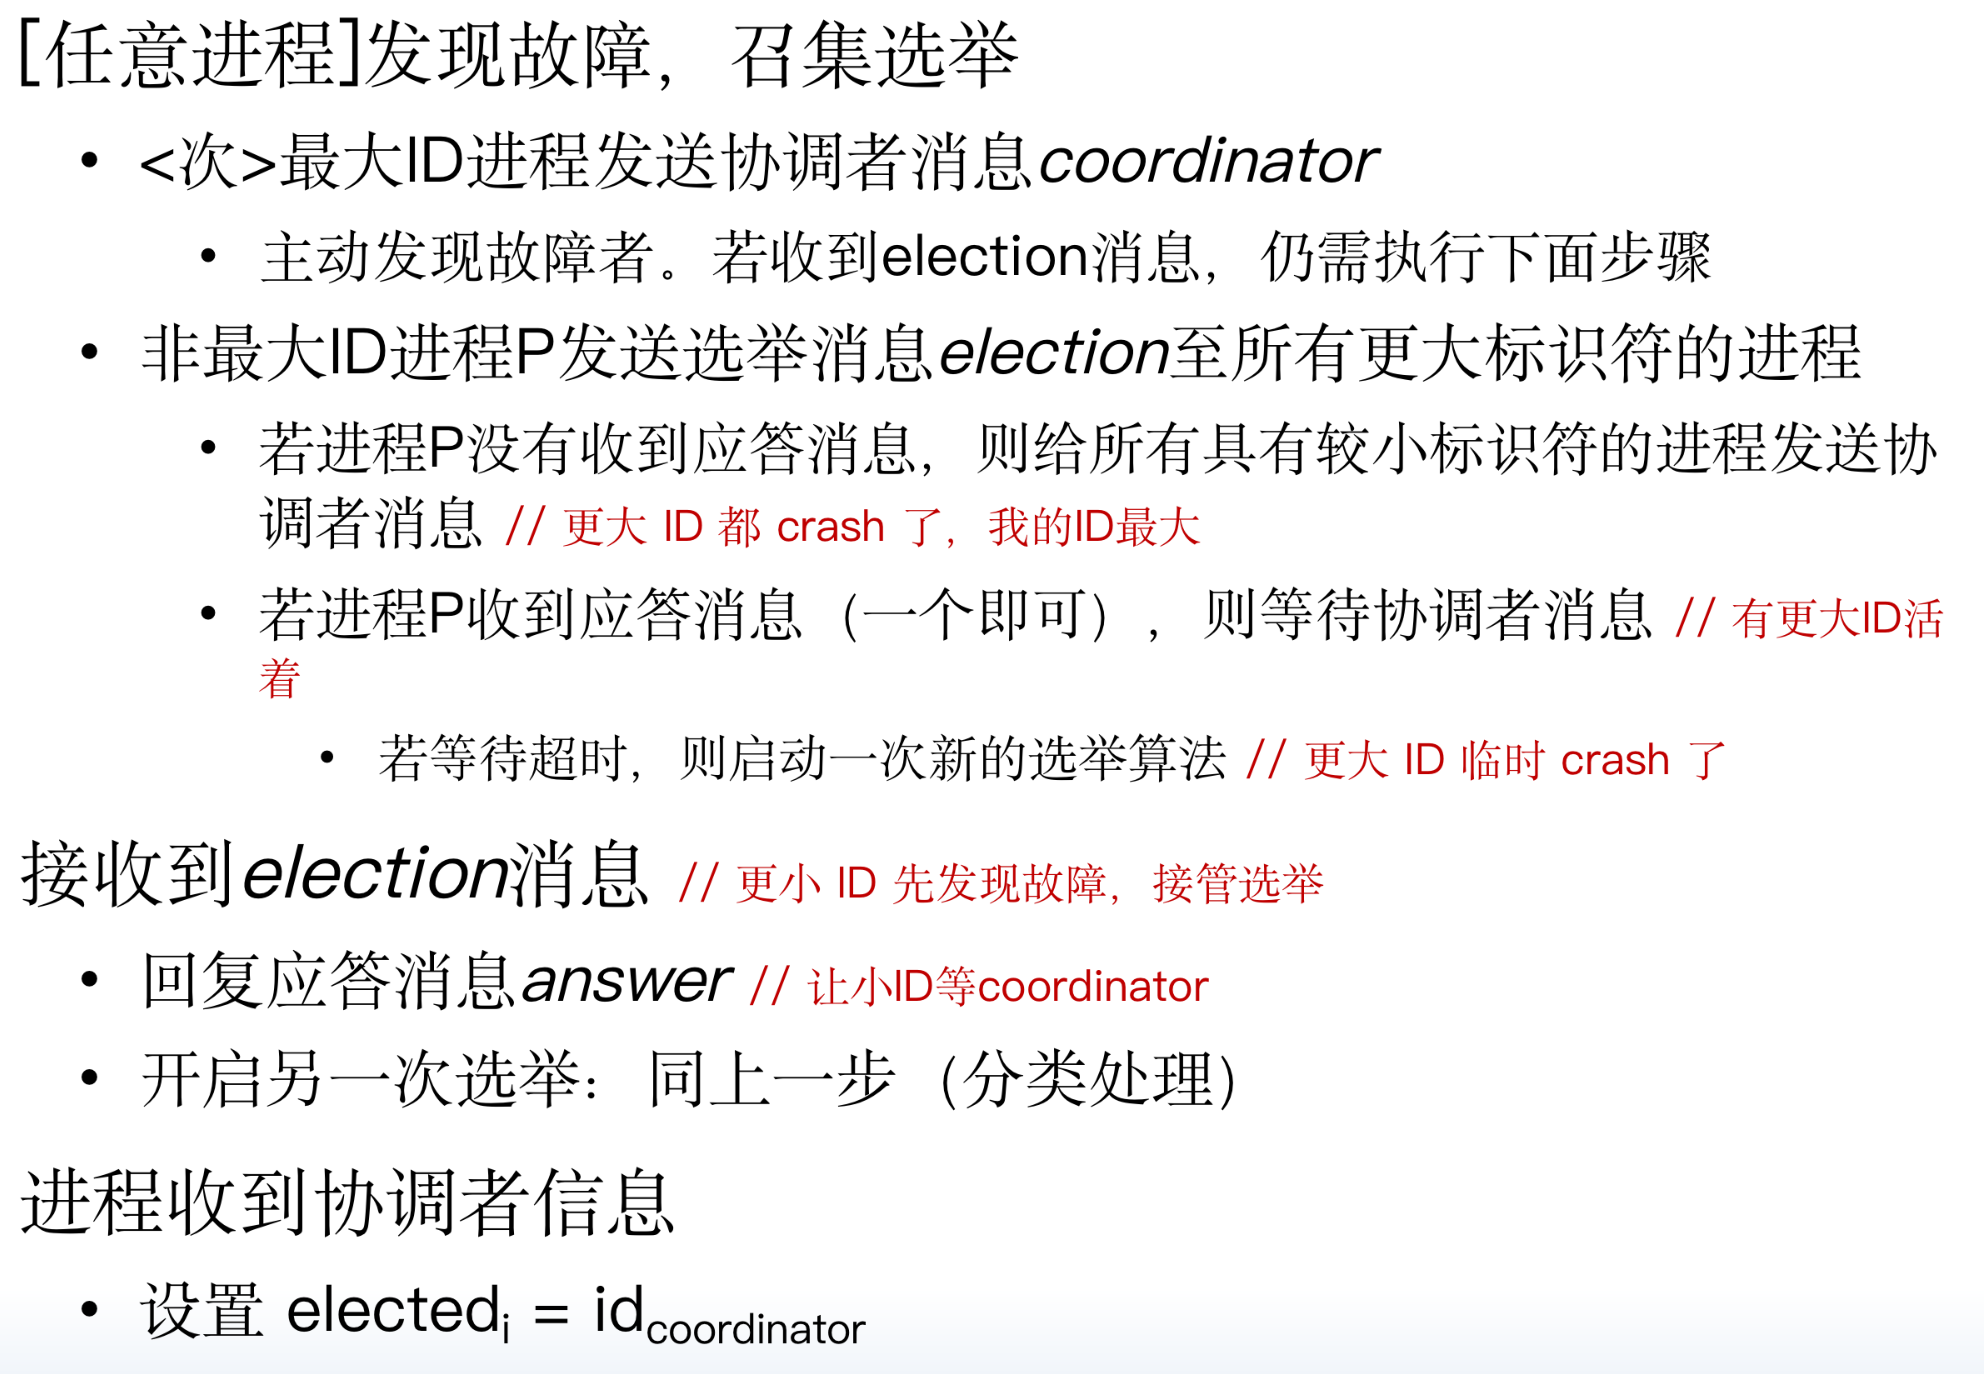 [任意进程]发现故障，召集选举
• <次>最大ID进程发送协调者消息coordinator
• 主动发现故障者。若收到election消息，仍需执行下面步骤
• 非最大ID进程P发送选举消息election至所有更大标识符的进程
• 若进程P没有收到应答消息，则给所有具有较小标识符的进程发送协
调者消息 // 更大 ID 都 crash 了，我的ID最大
• 若进程P收到应答消息（一个即可），则等待协调者消息 // 有更大ID活
着
• 若等待超时，则启动一次新的选举算法 // 更大 ID 临时 crash 了
接收到election消息 // 更小 ID 先发现故障，接管选举
• 回复应答消息answer // 让小ID等coordinator
• 开启另一次选举：同上一步（分类处理）
进程收到协调者信息
• 设置 electedi = idcoordinator